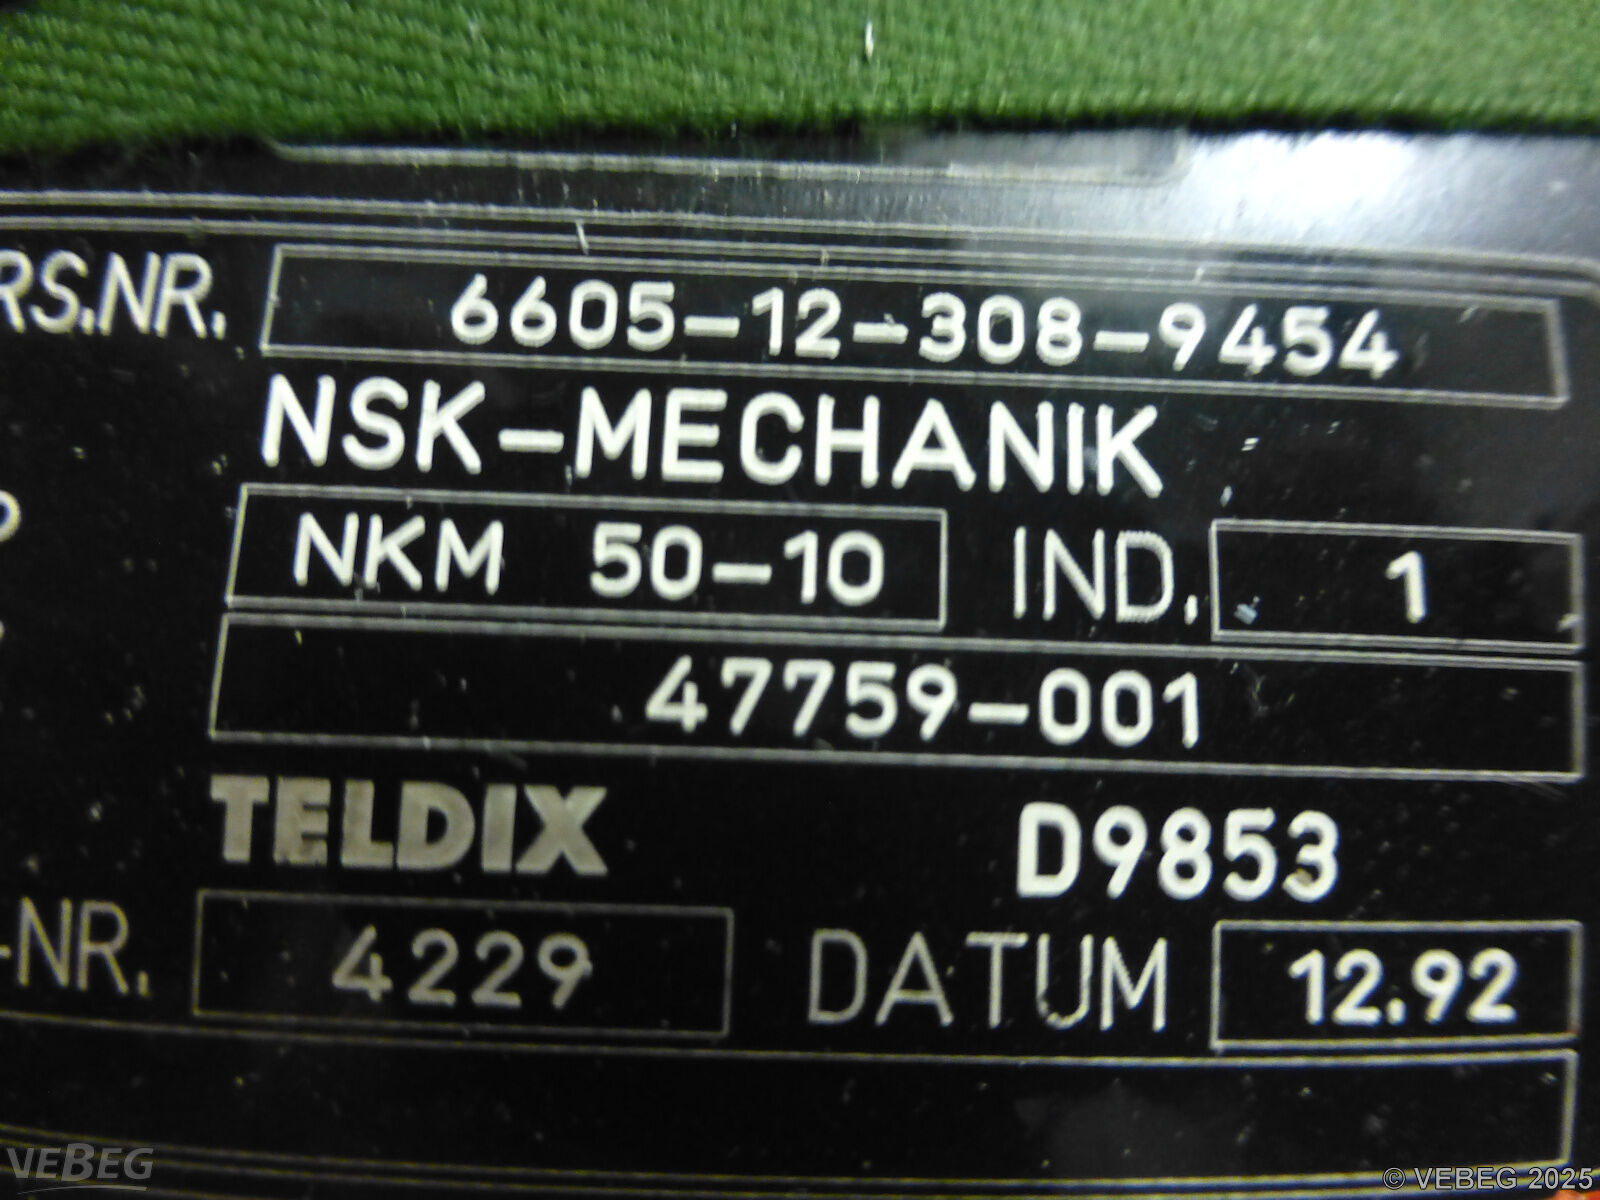 RS.NR. 6605-12-308-9454
NSK-MECHANIK
NKM 50-10 IND. 1
47759-001
TELDIX D9853
-NR. 4229 DATUM 12.92
VEBEG
© VEBEG 2025